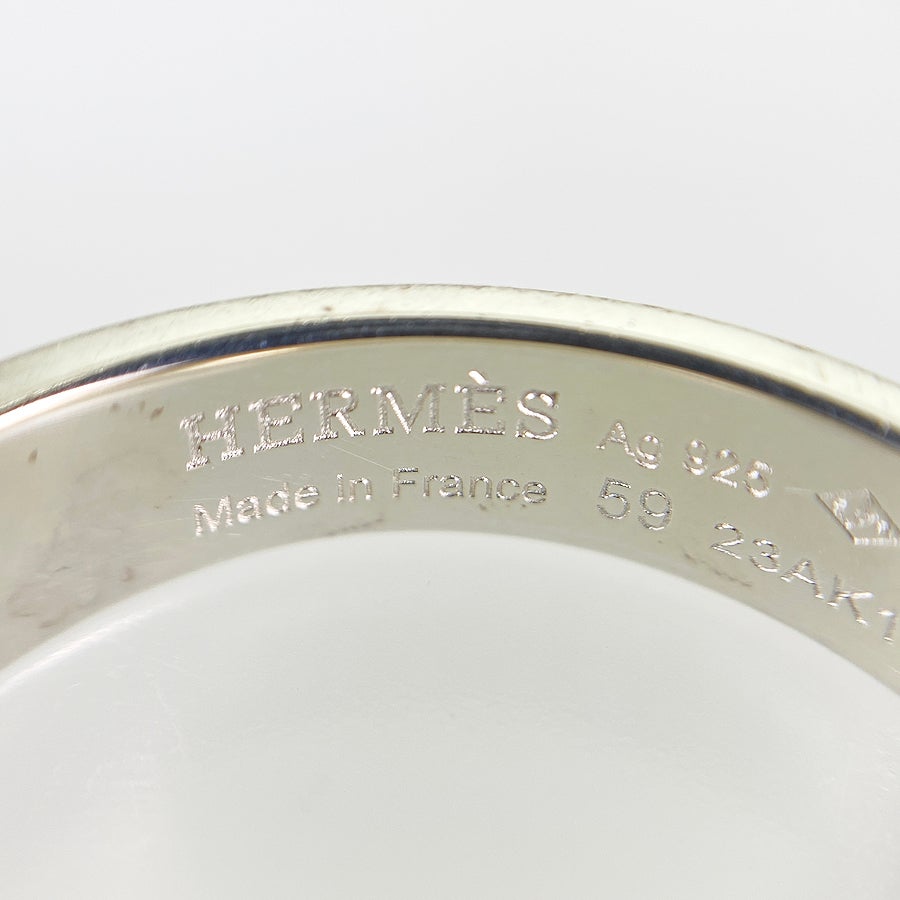 HERMÈS Ag 925
Made in France 59 23AK1